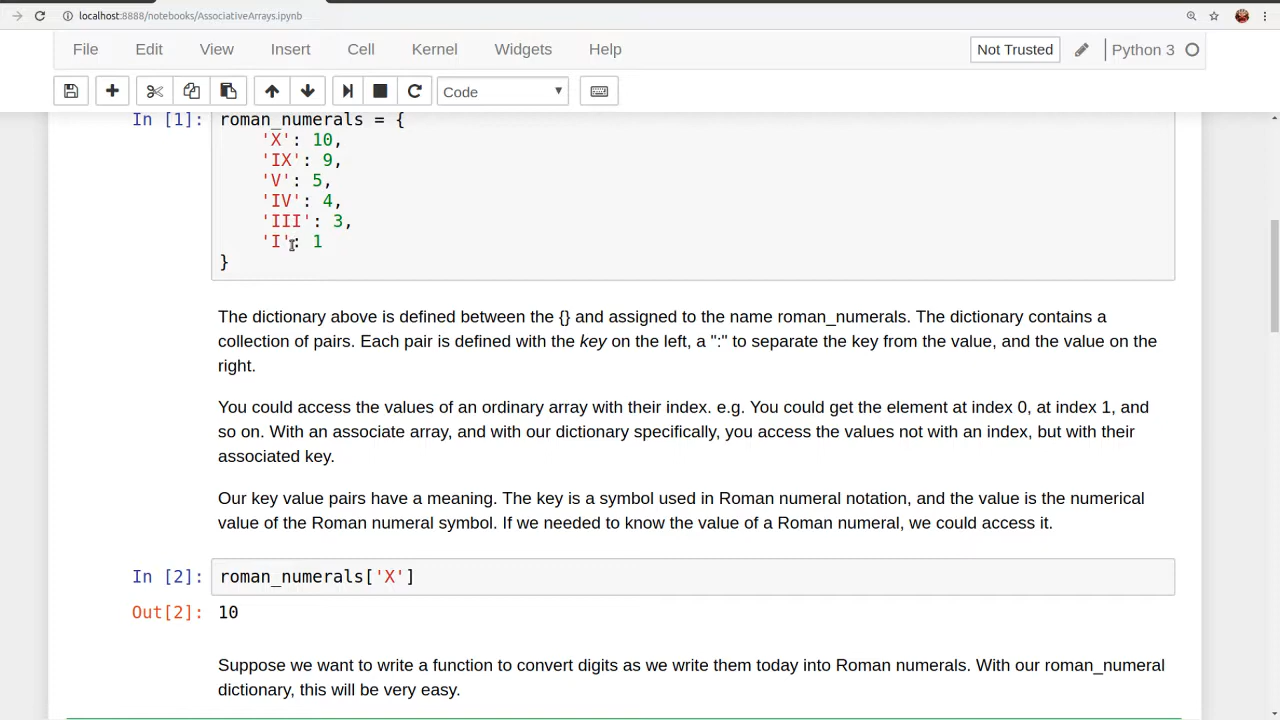 localhost:8888/notebooks/AssociativeArrays.ipynb
File Edit View Insert Cell Kernel Widgets Help Not Trusted Python 3
Code
In [1]: roman_numerals = {
'X': 10,
'IX': 9,
'V': 5,
'IV': 4,
'III': 3,
'I': 1
}
The dictionary above is defined between the {} and assigned to the name roman_numerals. The dictionary contains a
collection of pairs. Each pair is defined with the key on the left, a ":" to separate the key from the value, and the value on the
right.
You could access the values of an ordinary array with their index. e.g. You could get the element at index 0, at index 1, and
so on. With an associate array, and with our dictionary specifically, you access the values not with an index, but with their
associated key.
Our key value pairs have a meaning. The key is a symbol used in Roman numeral notation, and the value is the numerical
value of the Roman numeral symbol. If we needed to know the value of a Roman numeral, we could access it.
In [2]: roman_numerals['X']
Out[2]: 10
Suppose we want to write a function to convert digits as we write them today into Roman numerals. With our roman_numeral
dictionary, this will be very easy.